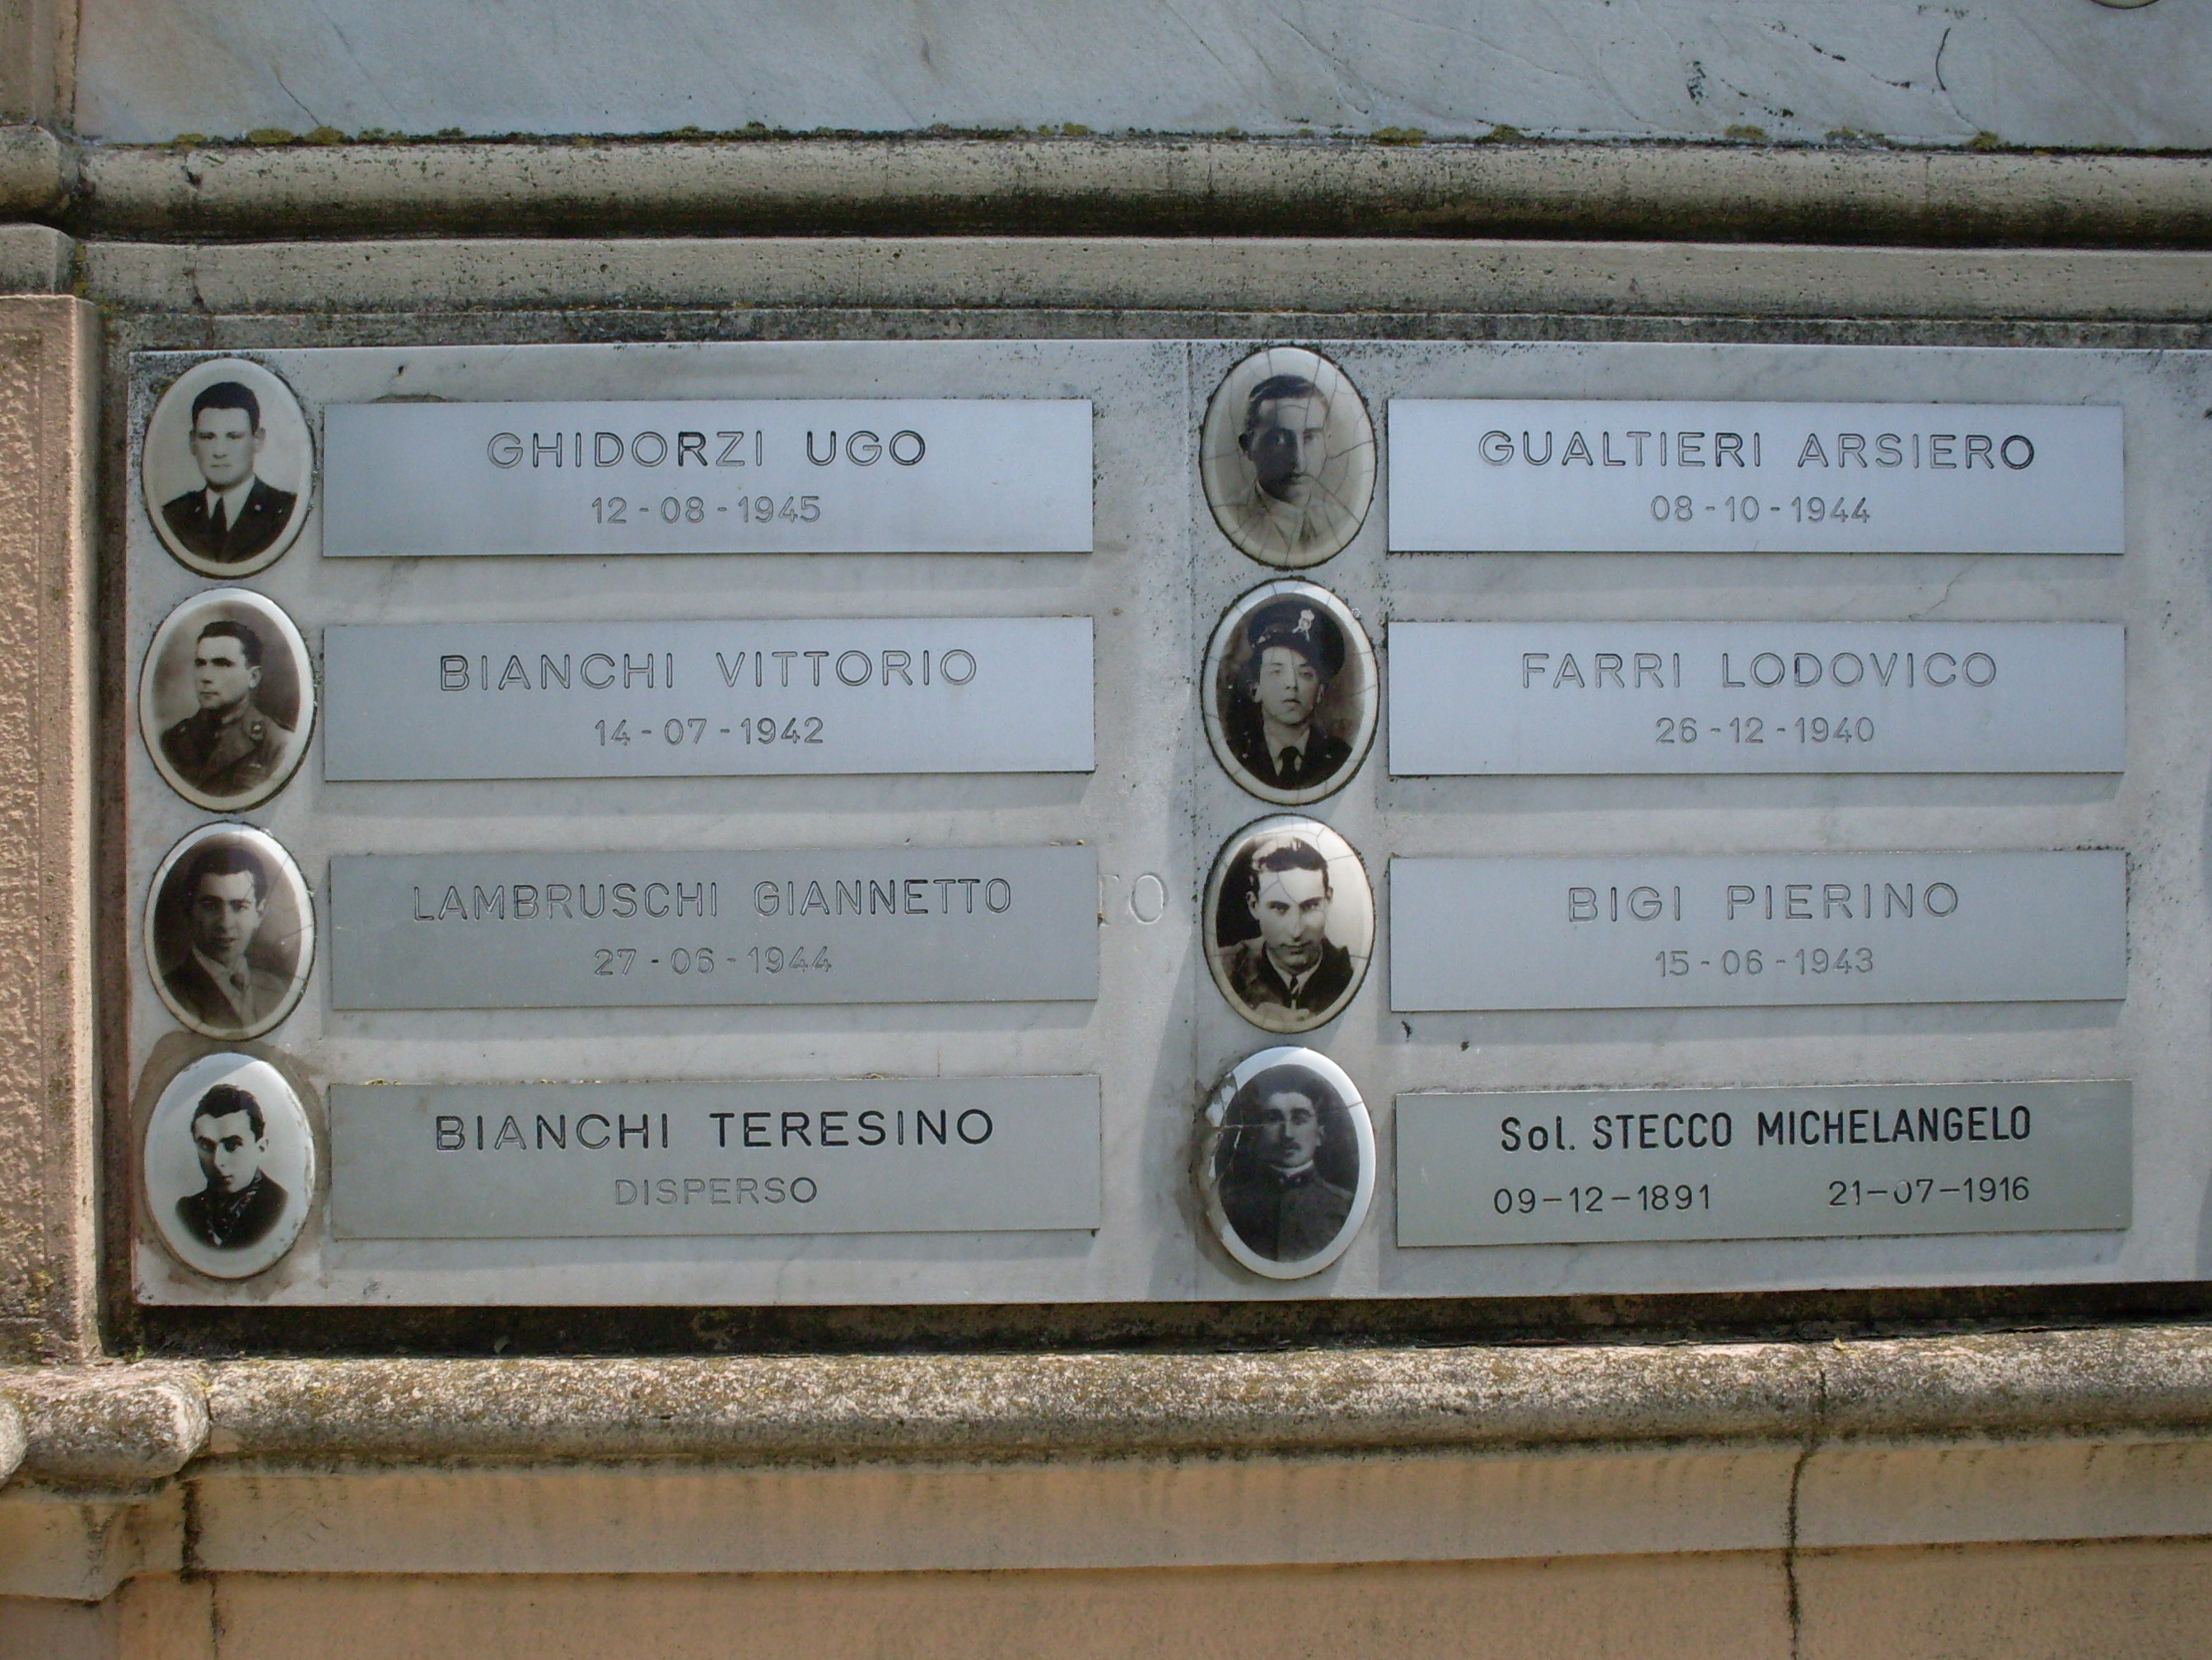 GHIDORZI UGO
12-08-1945
BIANCHI VITTORIO
14-07-1942
LAMBRUSCHI GIANNETTO
27-06-1944
TO
BIANCHI TERESINO
DISPERSO
GUALTIERI ARSIERO
08-10-1944
FARRI LODOVICO
26-12-1940
BIGI PIERINO
15-06-1943
Sol. STECCO MICHELANGELO
09-12-1891 21-07-1916